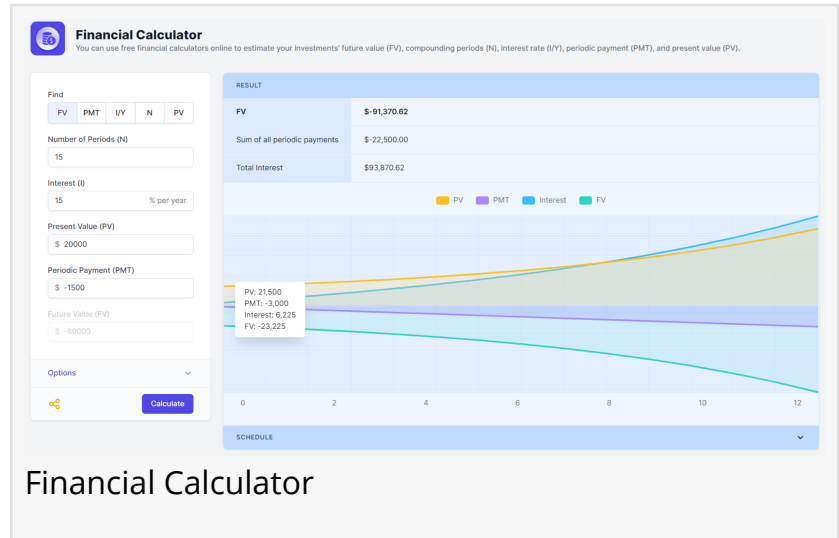 Financial Calculator
You can use free financial calculators online to estimate your investments' future value (FV), compounding periods (N), interest rate (I/Y), periodic payment (PMT), and present value (PV).
Find
FV PMT I/Y N PV
Number of Periods (N)
15
Interest (I)
15 % per year
Present Value (PV)
$ 20000
Periodic Payment (PMT)
$ -1500
Future Value (FV)
$ -60000
Options
Calculate
RESULT
FV $-91,370.62
Sum of all periodic payments $-22,500.00
Total Interest $93,870.62
PV PMT Interest FV
PV: 21,500
PMT: -3,000
Interest: 6,225
FV: -23,225
0 2 4 6 8 10 12
SCHEDULE
Financial Calculator